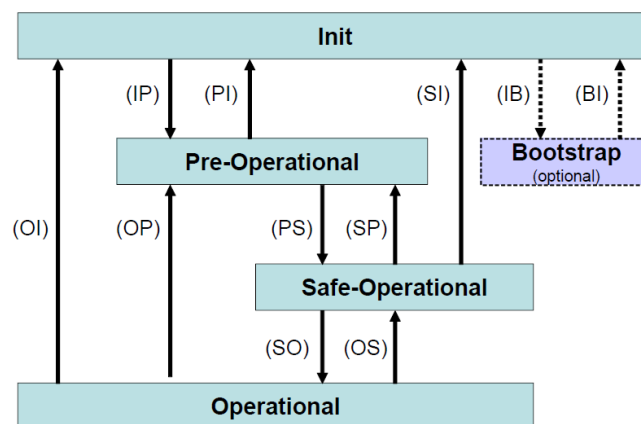 Init
(IP)
(PI)
(SI)
(IB)
(BI)
Pre-Operational
Bootstrap
(optional)
(OI)
(OP)
(PS)
(SP)
Safe-Operational
(SO)
(OS)
Operational